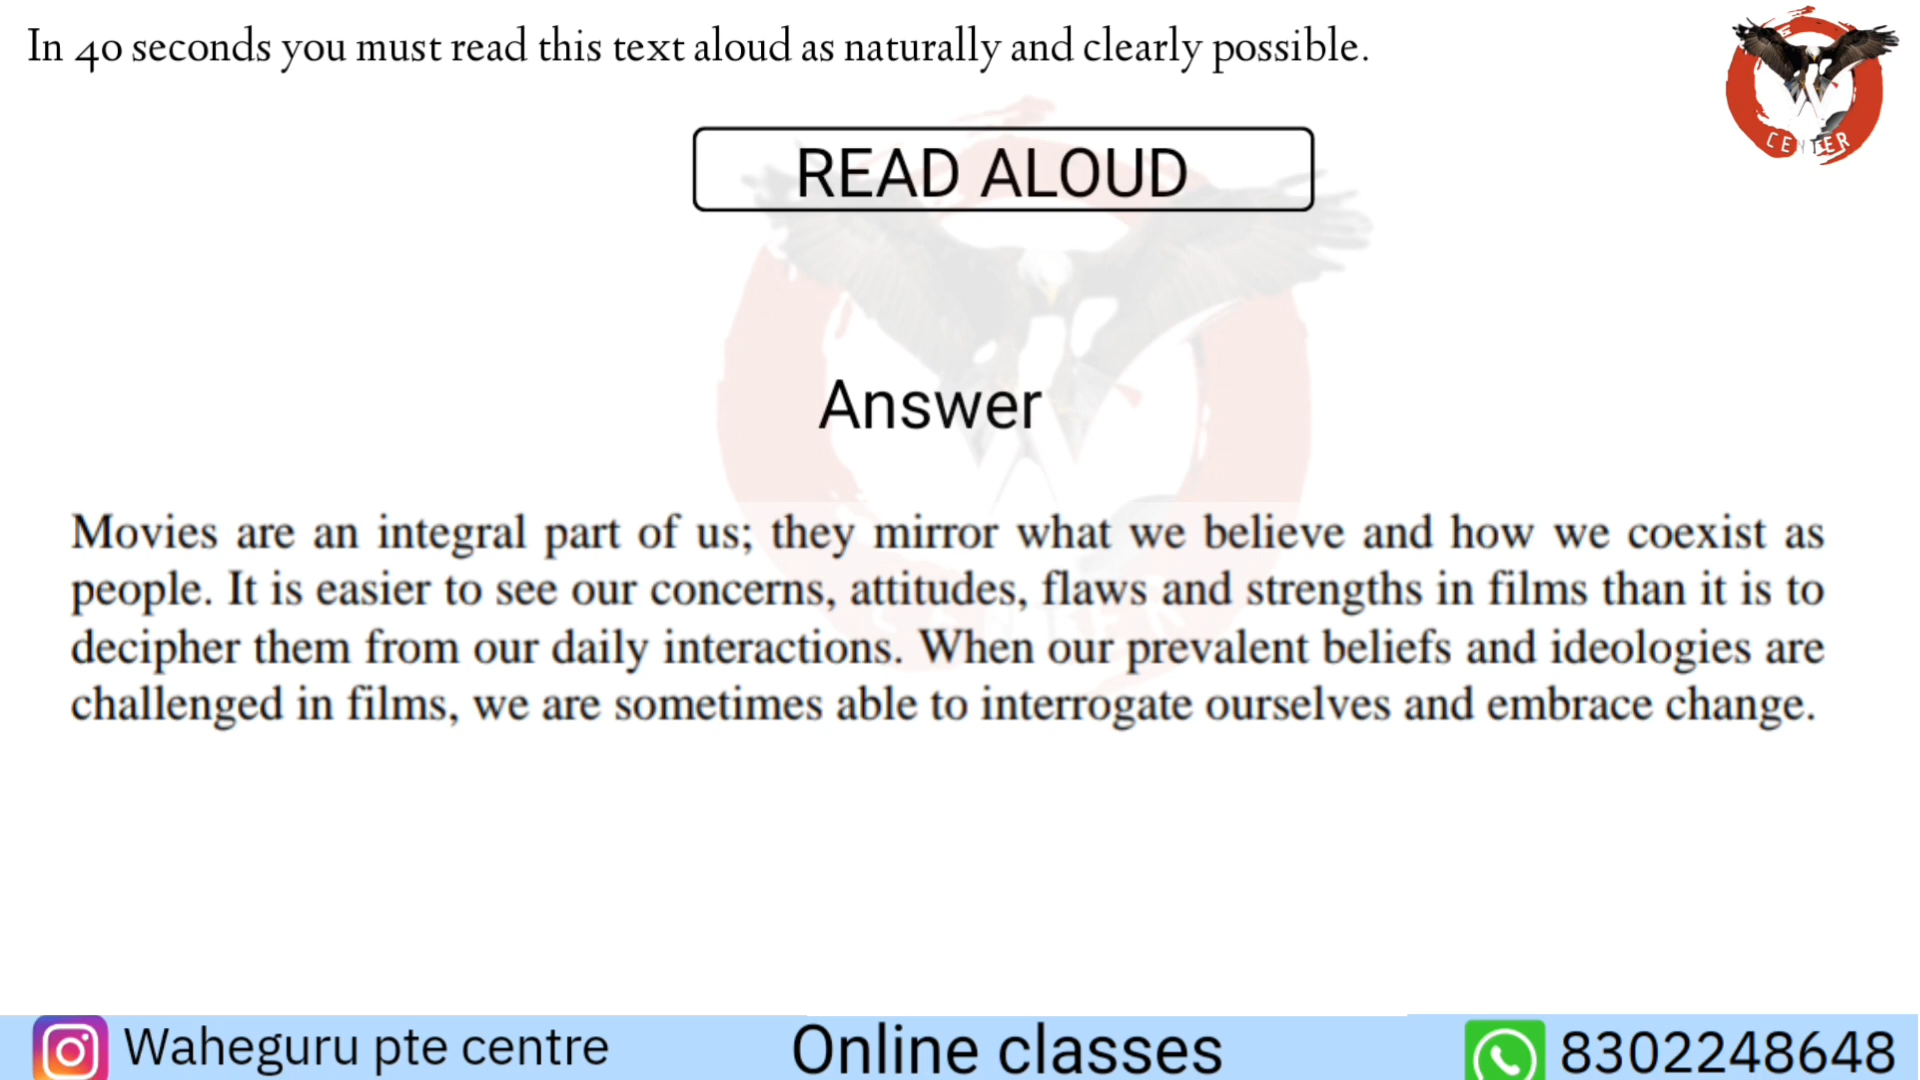 In 40 seconds you must read this text aloud as naturally and clearly possible.
CENTER
READ ALOUD
Answer
Movies are an integral part of us; they mirror what we believe and how we coexist as
people. It is easier to see our concerns, attitudes, flaws and strengths in films than it is to
decipher them from our daily interactions. When our prevalent beliefs and ideologies are
challenged in films, we are sometimes able to interrogate ourselves and embrace change.
Waheguru pte centre
Online classes
8302248648